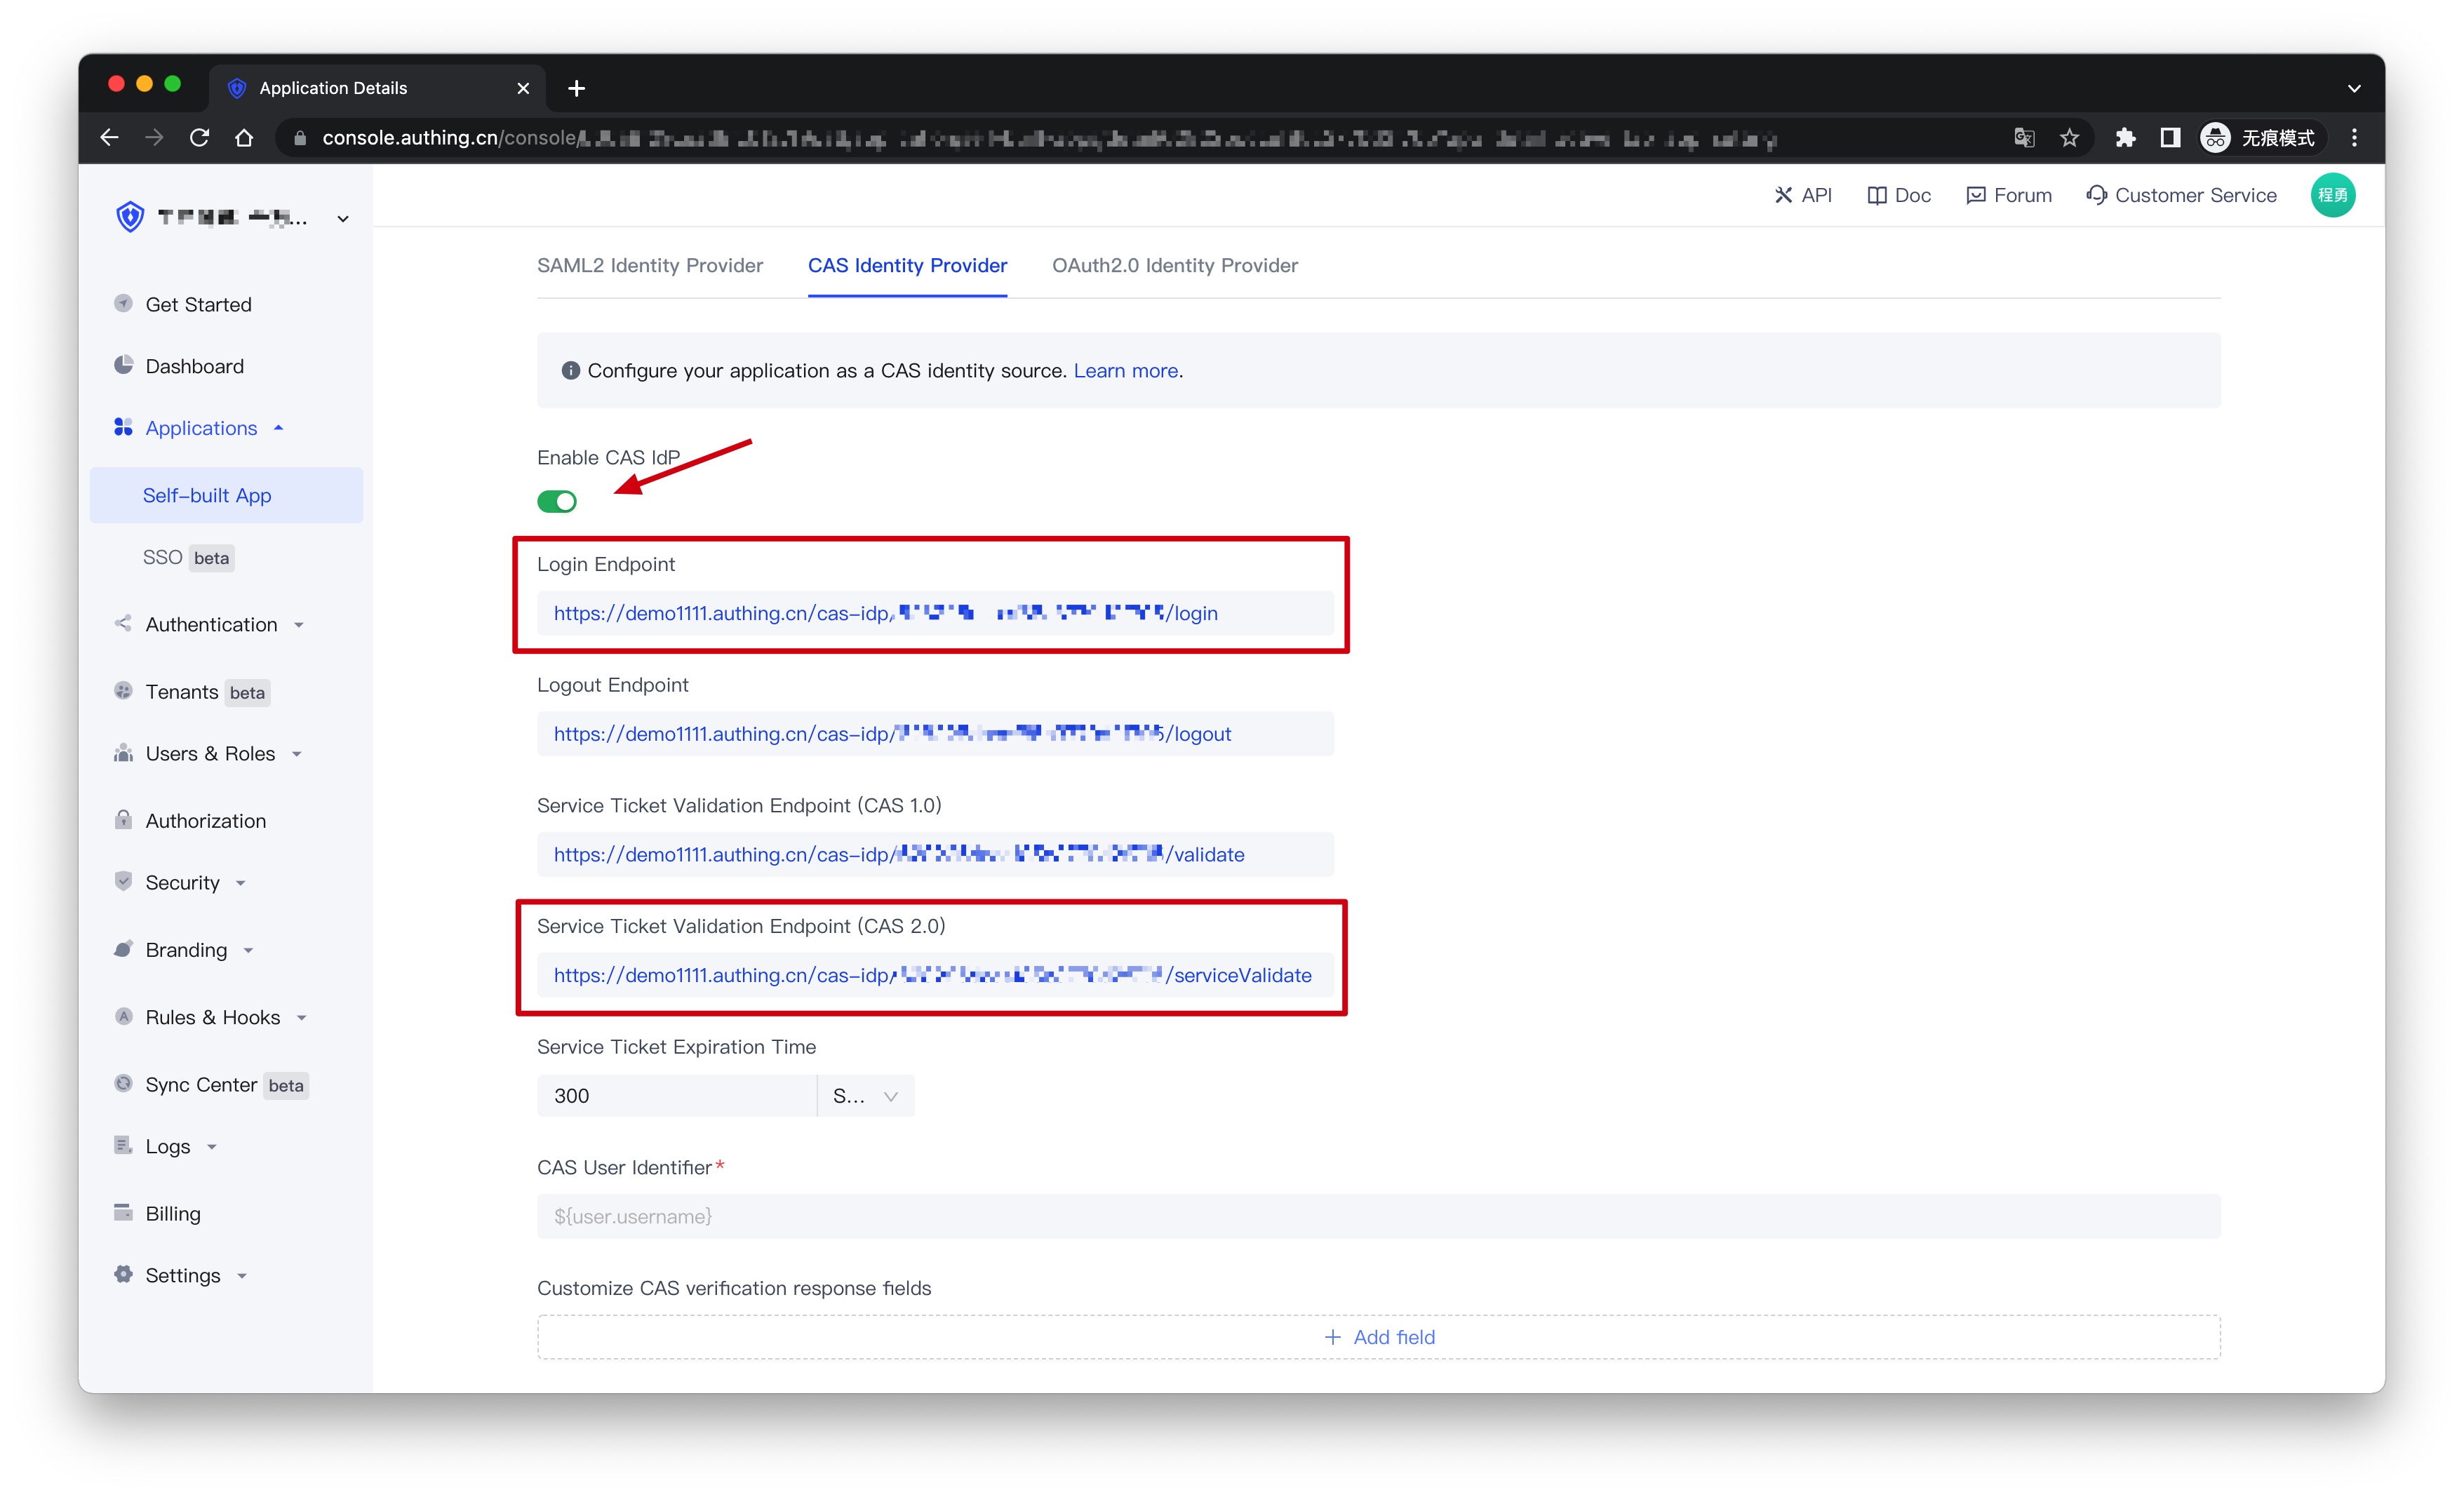 Application Details
console.authing.cn/console/
无痕模式
API
Doc
Forum
Customer Service
程勇
Get Started
Dashboard
Applications
Self-built App
SSO beta
Authentication
Tenants beta
Users & Roles
Authorization
Security
Branding
Rules & Hooks
Sync Center beta
Logs
Billing
Settings
SAML2 Identity Provider
CAS Identity Provider
OAuth2.0 Identity Provider
Configure your application as a CAS identity source. Learn more.
Enable CAS IdP
Login Endpoint
https://demo1111.authing.cn/cas-idp/ /login
Logout Endpoint
https://demo1111.authing.cn/cas-idp/ /logout
Service Ticket Validation Endpoint (CAS 1.0)
https://demo1111.authing.cn/cas-idp/ /validate
Service Ticket Validation Endpoint (CAS 2.0)
https://demo1111.authing.cn/cas-idp/ /serviceValidate
Service Ticket Expiration Time
300
S...
CAS User Identifier*
${user.username}
Customize CAS verification response fields
+ Add field